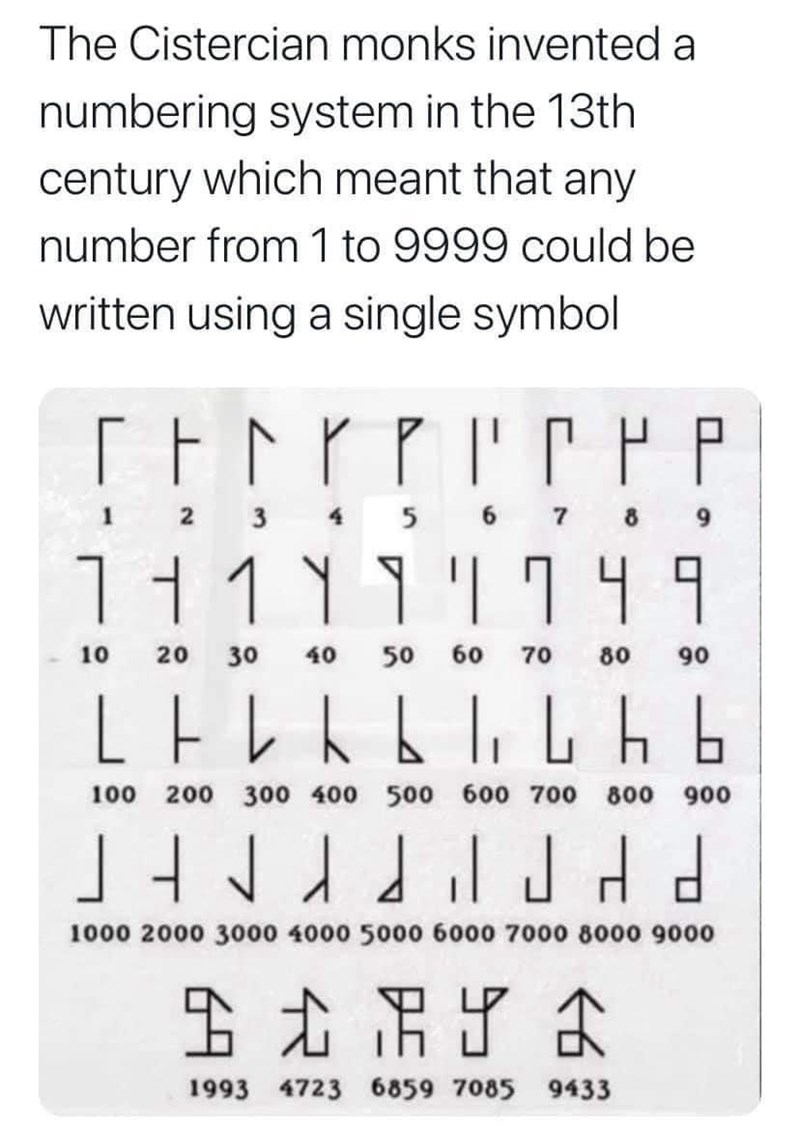 The Cistercian monks invented a
numbering system in the 13th
century which meant that any
number from 1 to 9999 could be
written using a single symbol
1 2 3 4 5 6 7 8 9
10 20 30 40 50 60 70 80 90
100 200 300 400 500 600 700 800 900
1000 2000 3000 4000 5000 6000 7000 8000 9000
1993 4723 6859 7085 9433